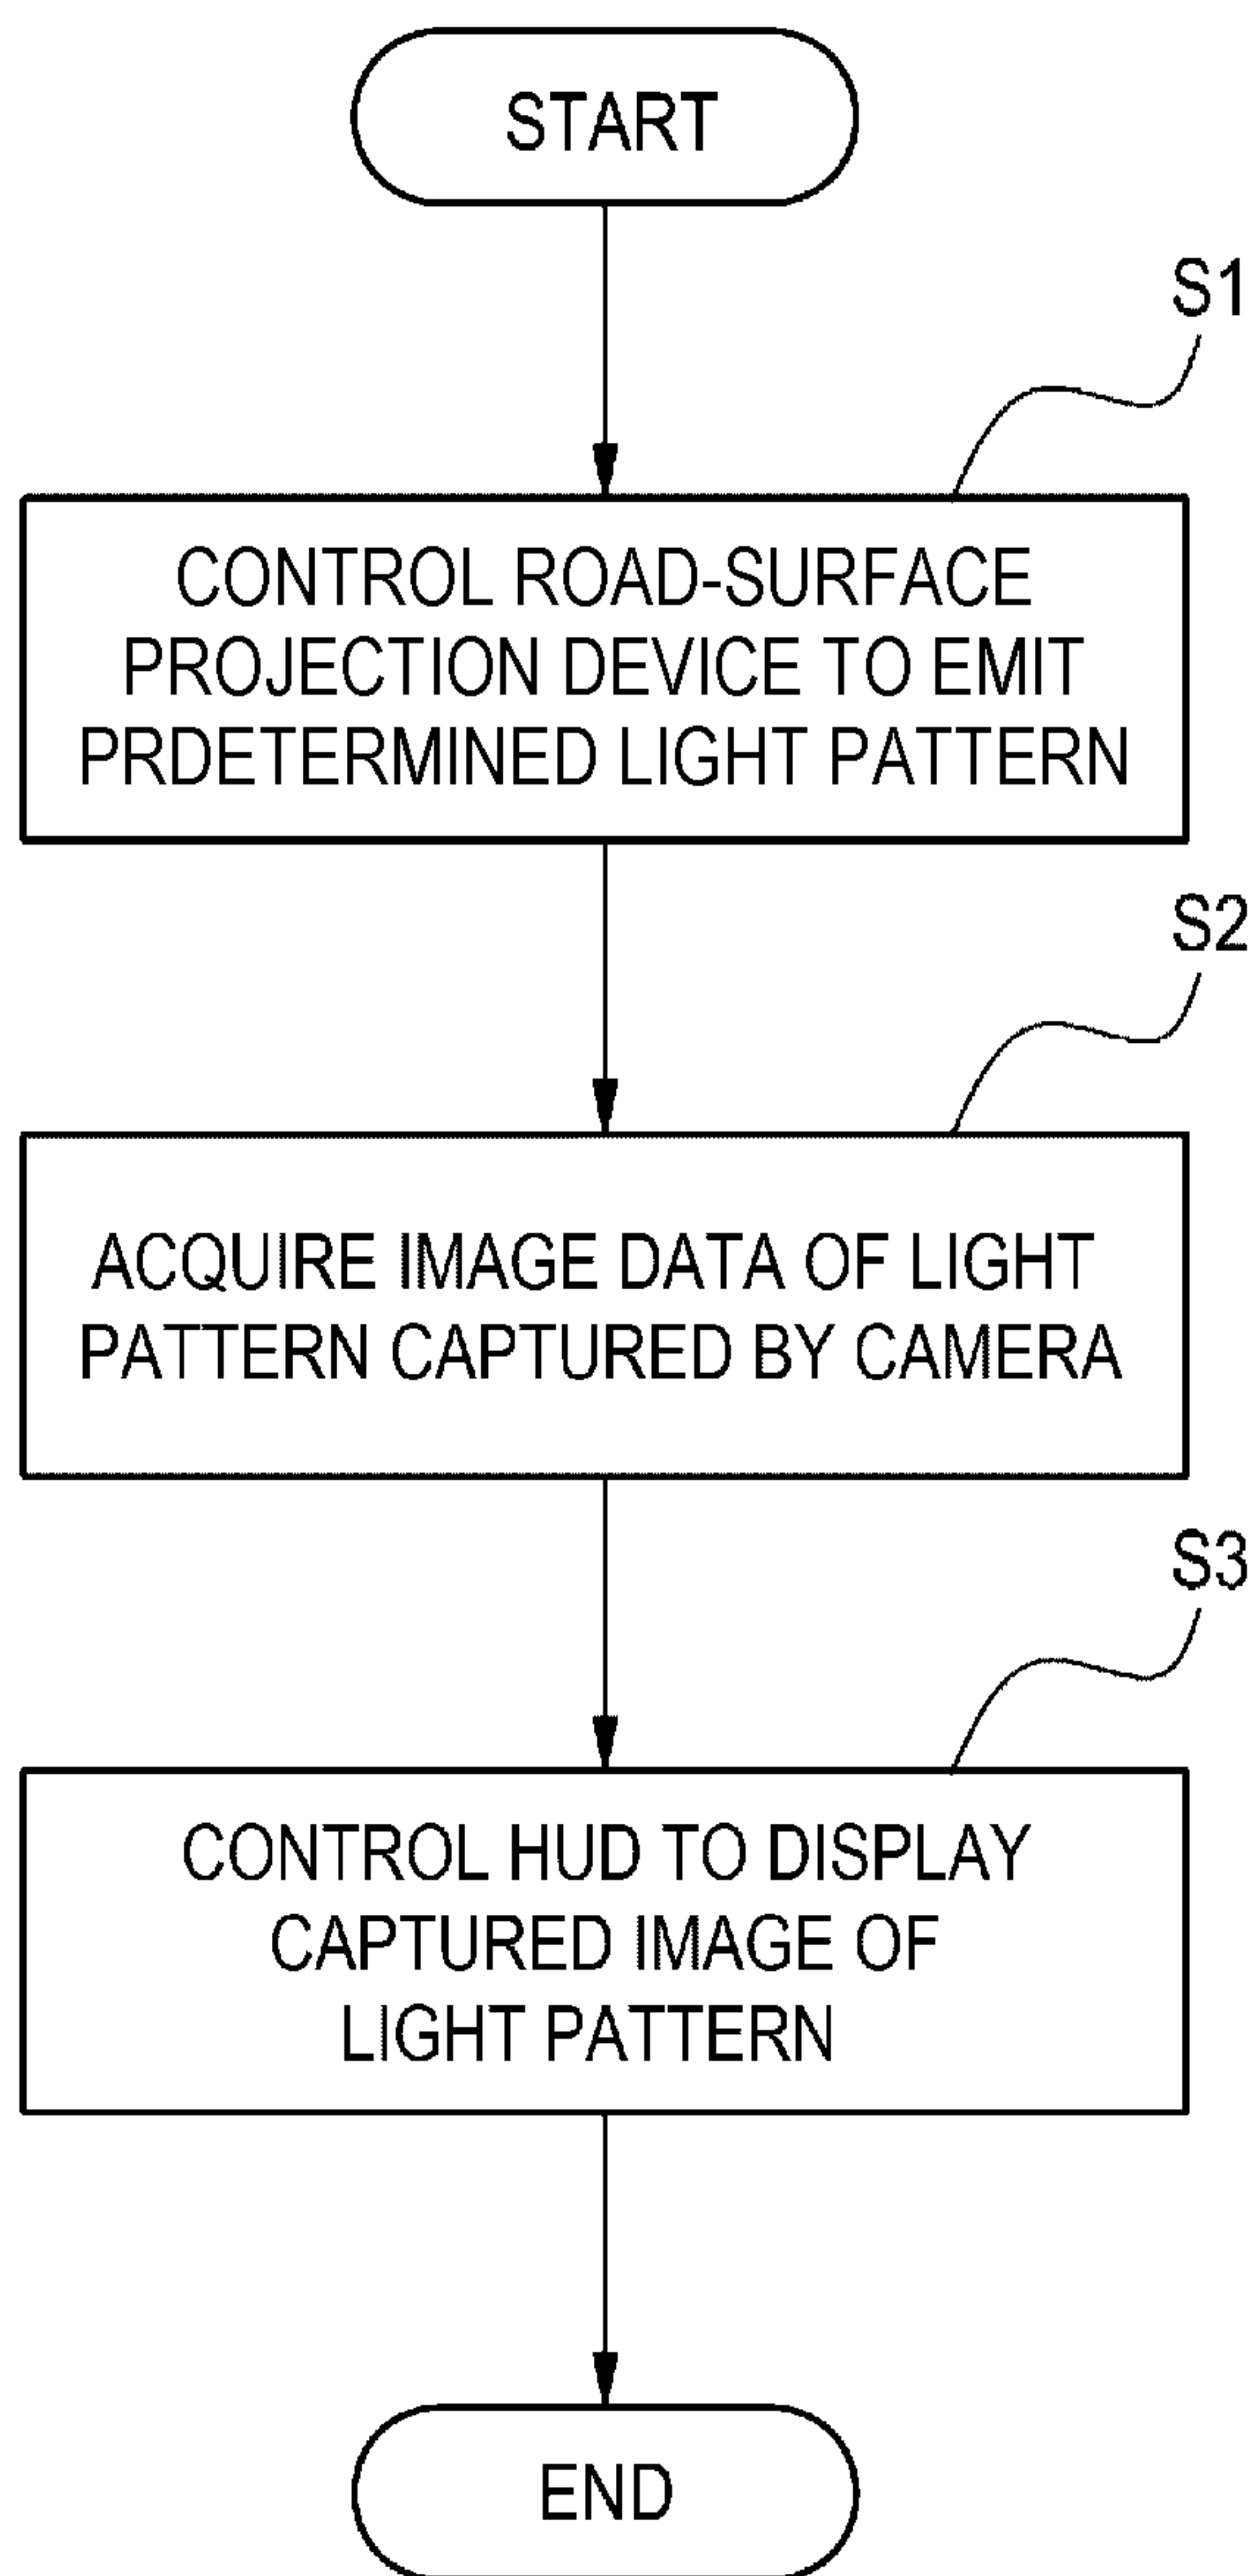 START
S1
CONTROL ROAD-SURFACE
PROJECTION DEVICE TO EMIT
PRDETERMINED LIGHT PATTERN
S2
ACQUIRE IMAGE DATA OF LIGHT
PATTERN CAPTURED BY CAMERA
S3
CONTROL HUD TO DISPLAY
CAPTURED IMAGE OF
LIGHT PATTERN
END